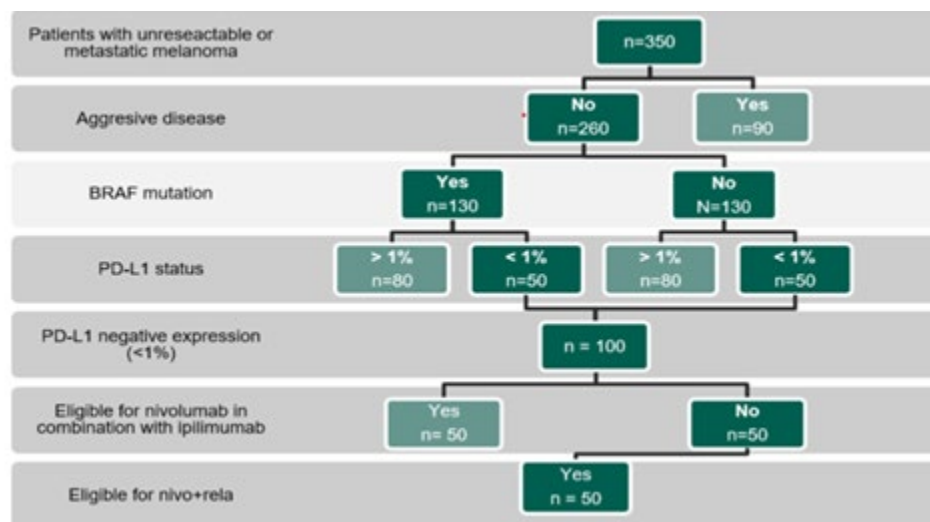 Patients with unreseactable or
metastatic melanoma
n=350
Aggresive disease
No
n=260
Yes
n=90
BRAF mutation
Yes
n=130
No
N=130
PD-L1 status
> 1%
n=80
< 1%
n=50
> 1%
n=80
< 1%
n=50
PD-L1 negative expression
(<1%)
n = 100
Eligible for nivolumab in
combination with ipilimumab
Yes
n= 50
No
n=50
Eligible for nivo+rela
Yes
n = 50